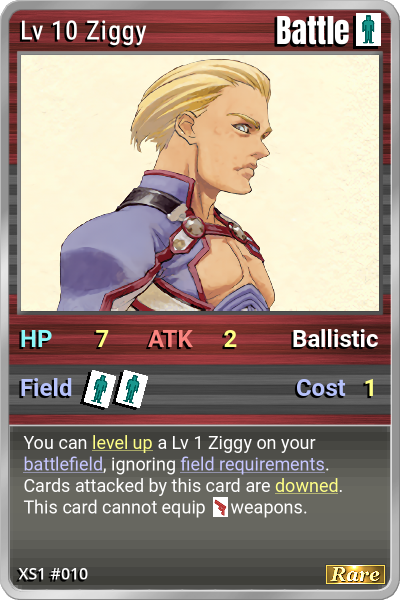 Lv 10 Ziggy Battle
HP 7 ATK 2 Ballistic
Field Cost 1
You can level up a Lv 1 Ziggy on your
battlefield, ignoring field requirements.
Cards attacked by this card are downed.
This card cannot equip weapons.
XS1 #010 Rare